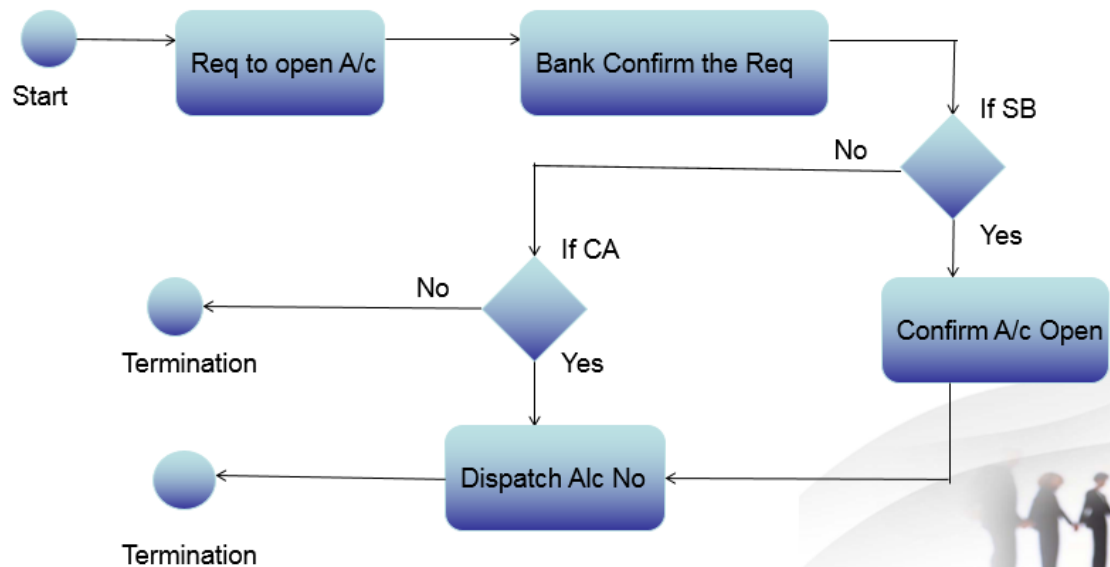 Req to open A/c
Bank Confirm the Req
Start
If SB
No
Yes
If CA
No
Confirm A/c Open
Termination
Yes
Dispatch Alc No
Termination